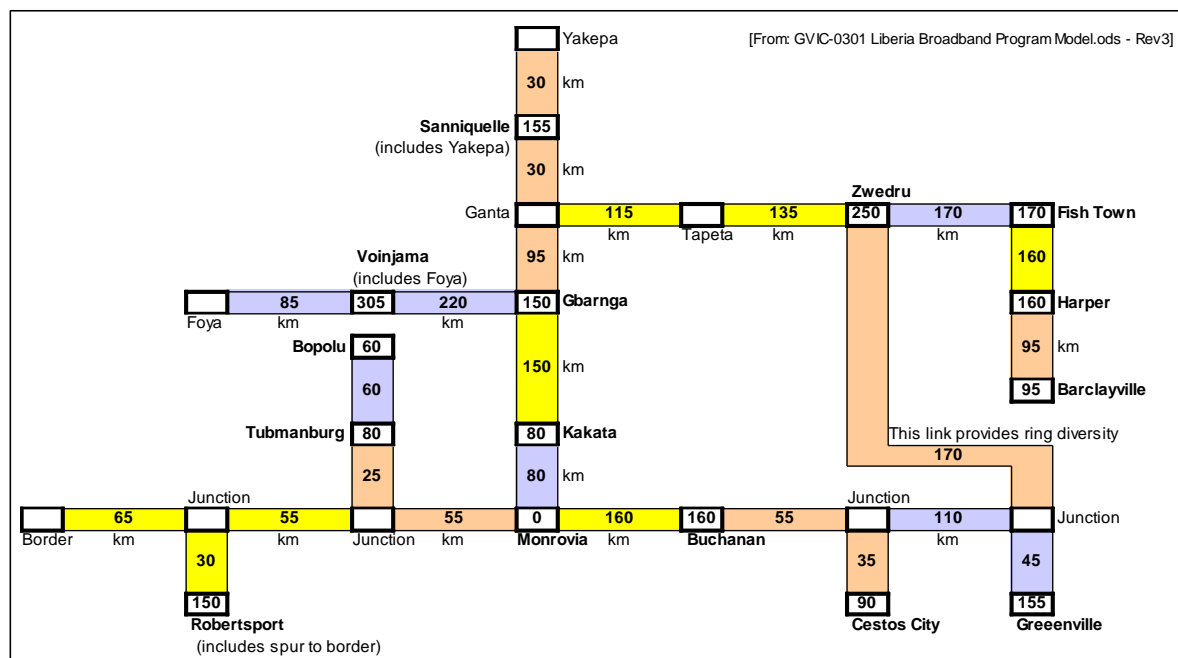 Yakepa
[From: GVIC-0301 Liberia Broadband Program Model.ods - Rev3]
30 km
Sanniquelle 155
(includes Yakepa)
30 km
Zwedru
Ganta 115 135 250 170 170 Fish Town
km Tapeta km km
Voinjama
(includes Foya)
95 km
160
85 305 220 150 Gbarnga
160 Harper
Foya km km
Bopolu 60
150 km
95 km
60
95 Barclayville
Tubmanburg 80
80 Kakata
This link provides ring diversity
170
25
80 km
Junction
Junction
65 55 55 0 160 160 55 110 Junction
Border km km Junction km Monrovia km Buchanan km
30
35
45
150
90
155
Robertsport
Cestos City
Greeenville
(includes spur to border)